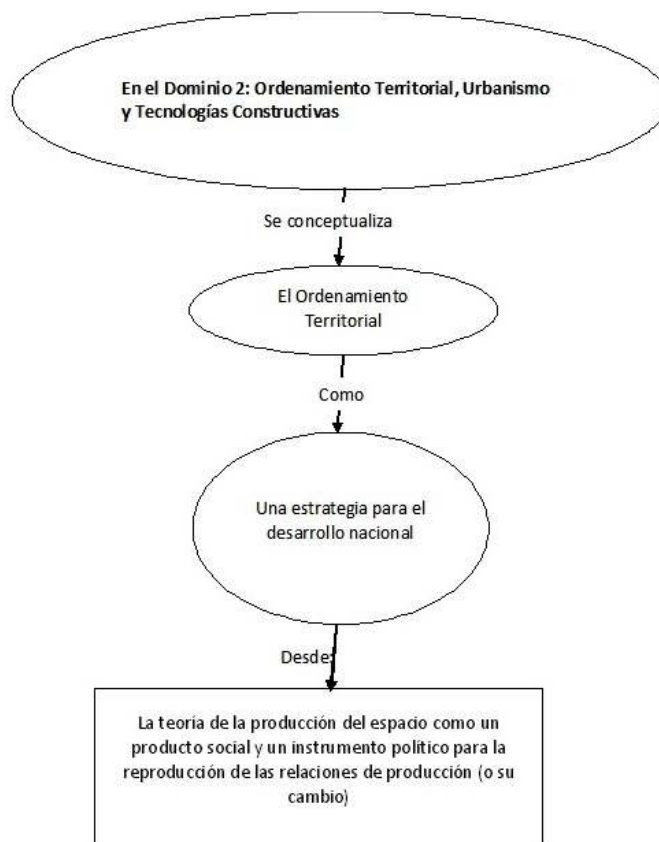 En el Dominio 2: Ordenamiento Territorial, Urbanismo
y Tecnologías Constructivas
Se conceptualiza
El Ordenamiento
Territorial
Como
Una estrategia para el
desarrollo nacional
Desde:
La teoría de la producción del espacio como un
producto social y un instrumento político para la
reproducción de las relaciones de producción (o su
cambio)